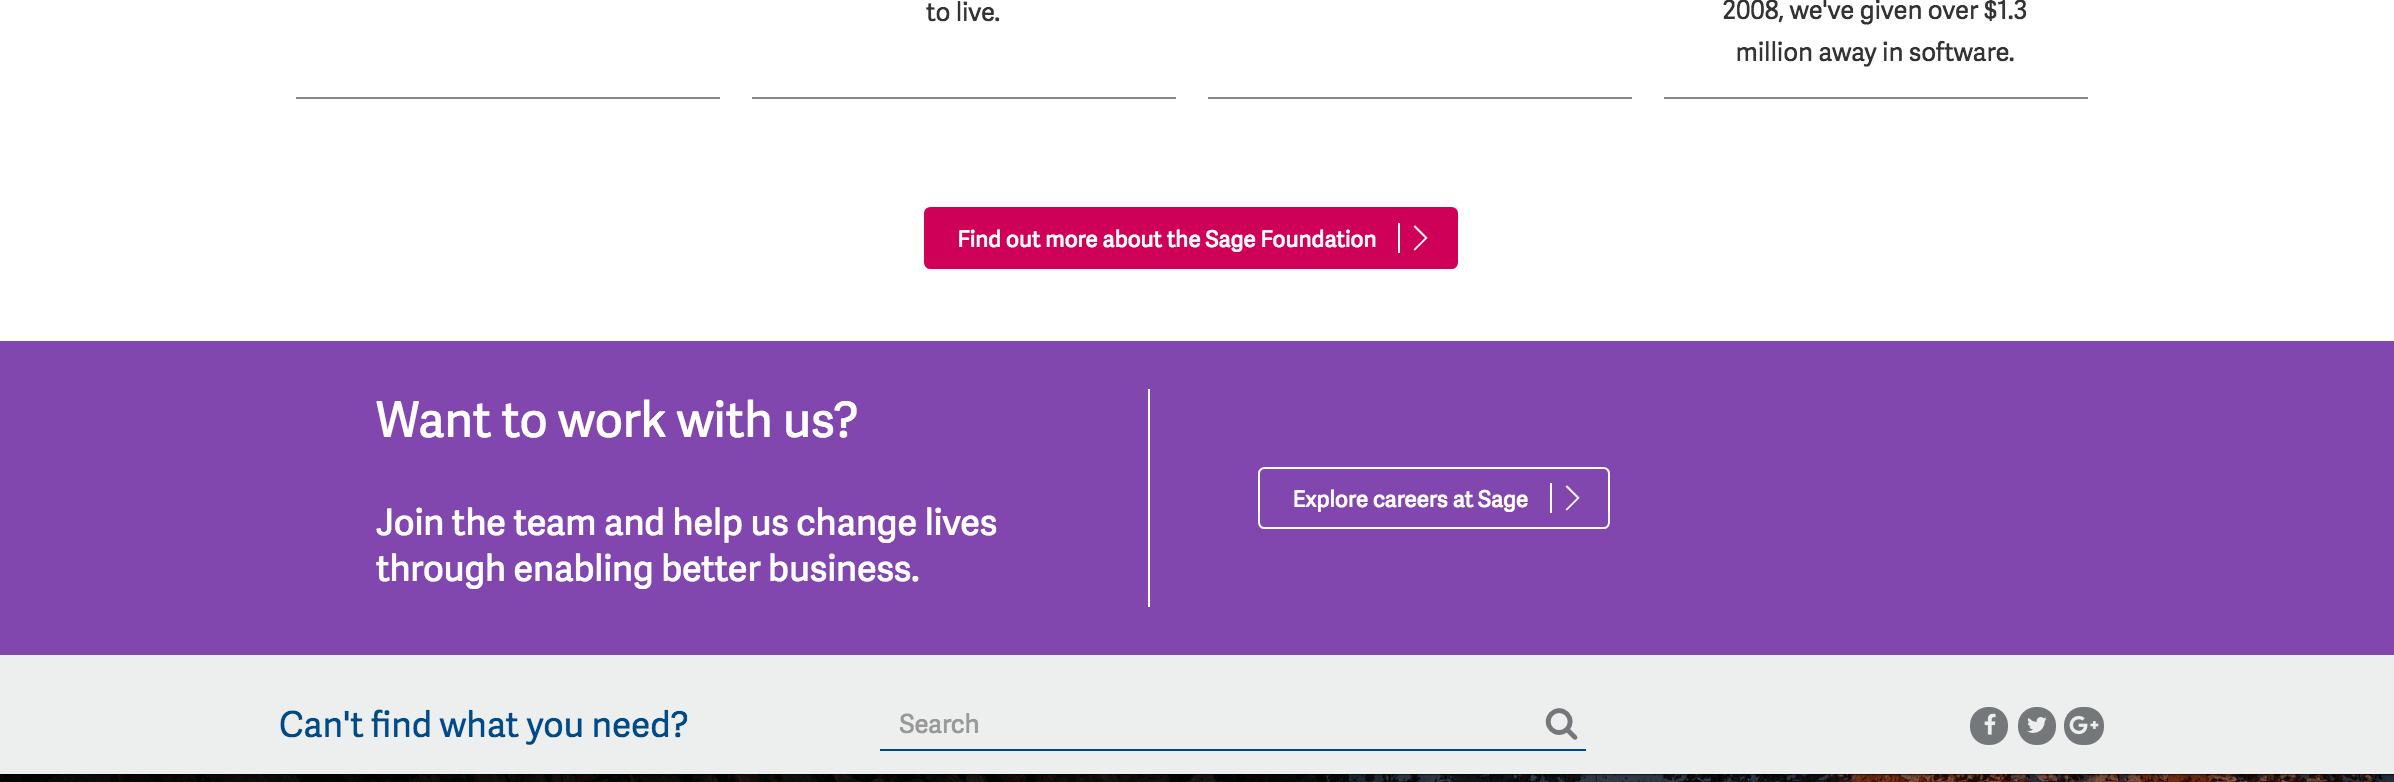 to live.
2008, we've given over $1.3
million away in software.
Find out more about the Sage Foundation
Want to work with us?
Join the team and help us change lives
through enabling better business.
Explore careers at Sage
Can't find what you need?
Search
f
G+